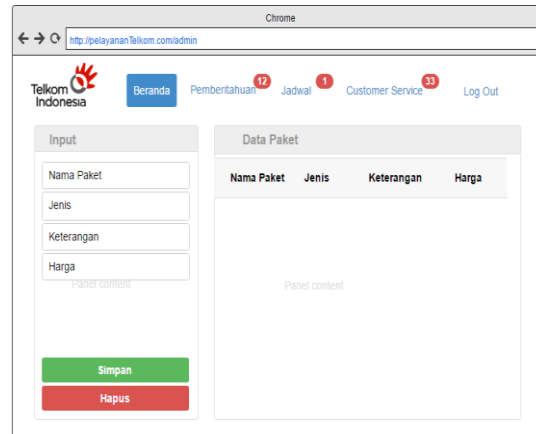 Chrome
http://pelayananTelkom.com/admin
Telkom Indonesia
Beranda
Pemberitahuan 12
Jadwal 1
Customer Service 33
Log Out
Input
Nama Paket
Jenis
Keterangan
Harga
Panel content
Simpan
Hapus
Data Paket
Nama Paket Jenis Keterangan Harga
Panel content